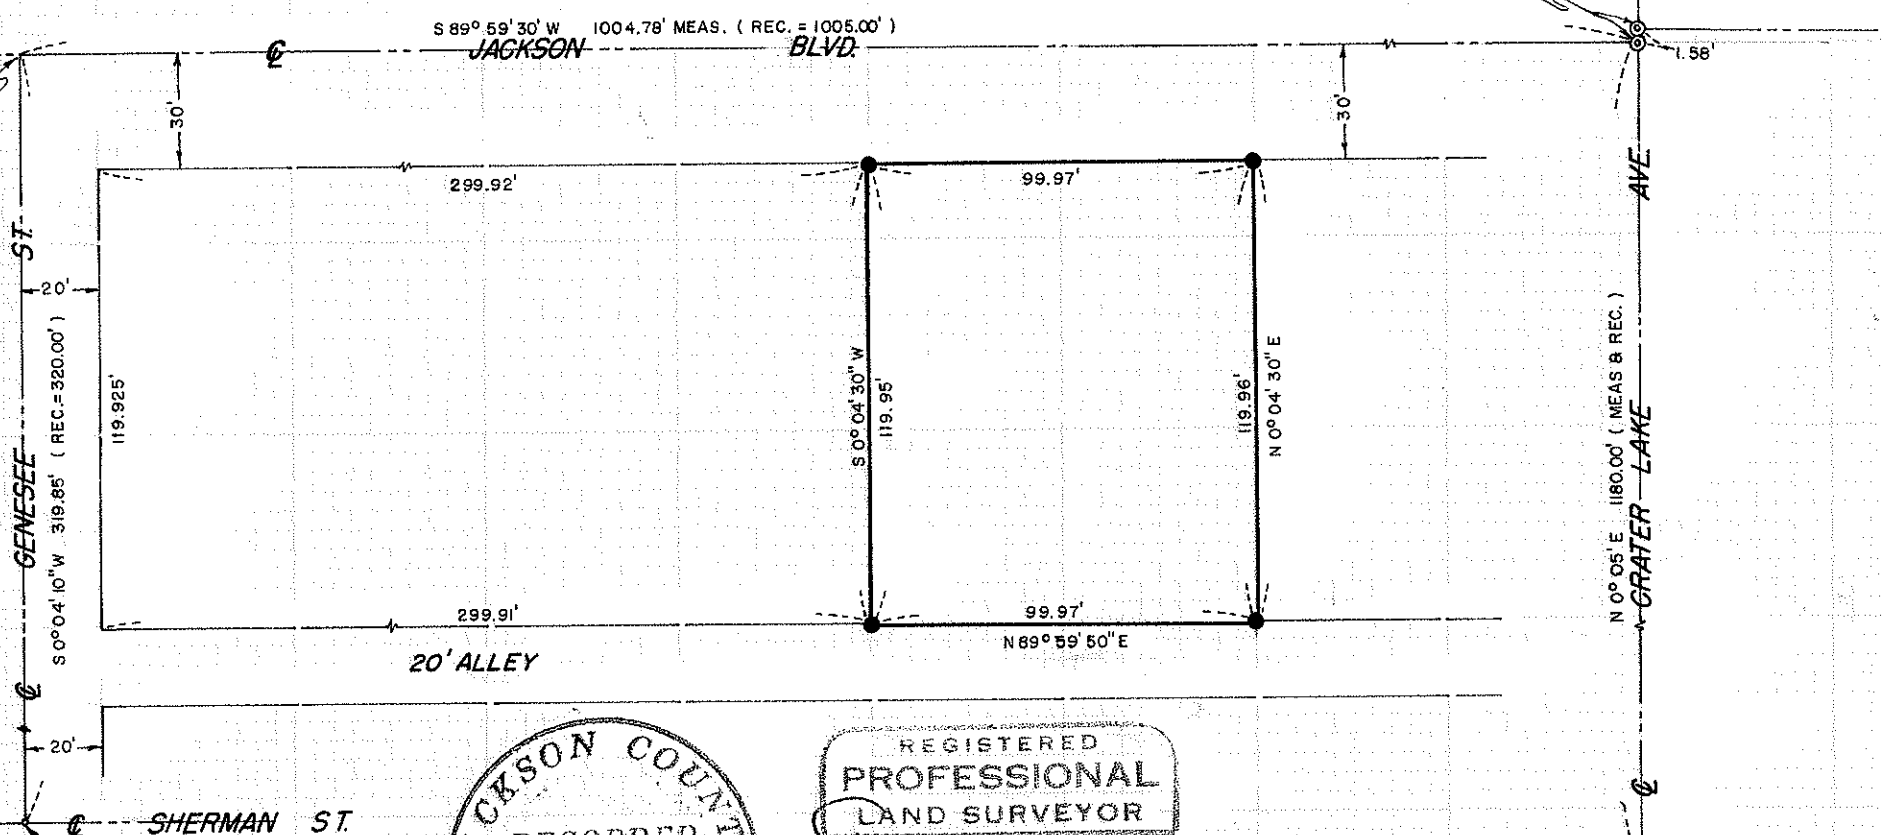 S 89° 59' 30" W 1004.78' MEAS. ( REC. = 1005.00' )
℄ JACKSON BLVD.
1.58'
30'
30'
299.92'
99.97'
ST.
AVE.
20'
GENESEE
S 0° 04' 10" W 319.85' ( REC. = 320.00' )
119.925'
S 0° 04' 30" W
119.95'
119.96'
N 0° 04' 30" E
N 0° 05' E 1180.00' ( MEAS & REC. )
CRATER LAKE
299.91'
99.97'
N 89° 59' 50" E
20' ALLEY
℄
20'
℄
℄ SHERMAN ST.
CKSON COUNT
RECORDED
REGISTERED
PROFESSIONAL
LAND SURVEYOR